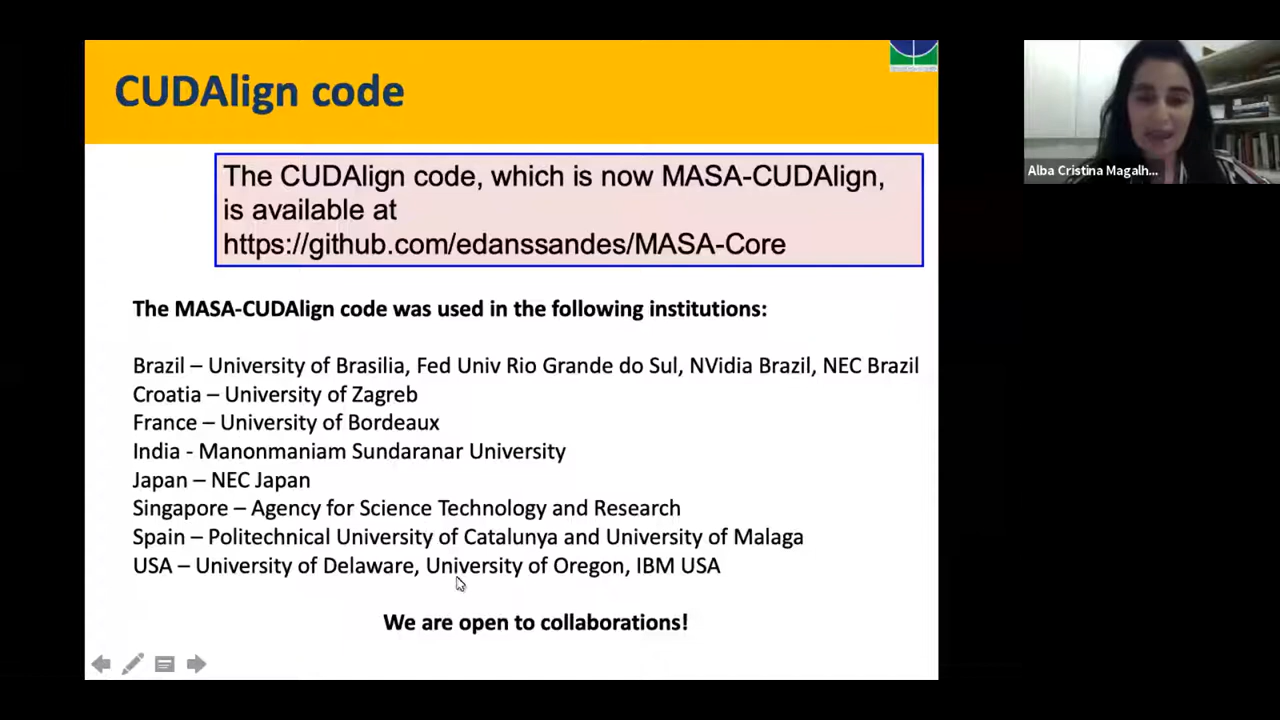 CUDAlign code
The CUDAlign code, which is now MASA-CUDAlign,
is available at
https://github.com/edanssandes/MASA-Core
The MASA-CUDAlign code was used in the following institutions:
Brazil – University of Brasilia, Fed Univ Rio Grande do Sul, NVidia Brazil, NEC Brazil
Croatia – University of Zagreb
France – University of Bordeaux
India - Manonmaniam Sundaranar University
Japan – NEC Japan
Singapore – Agency for Science Technology and Research
Spain – Politechnical University of Catalunya and University of Malaga
USA – University of Delaware, University of Oregon, IBM USA
We are open to collaborations!
Alba Cristina Magalh...